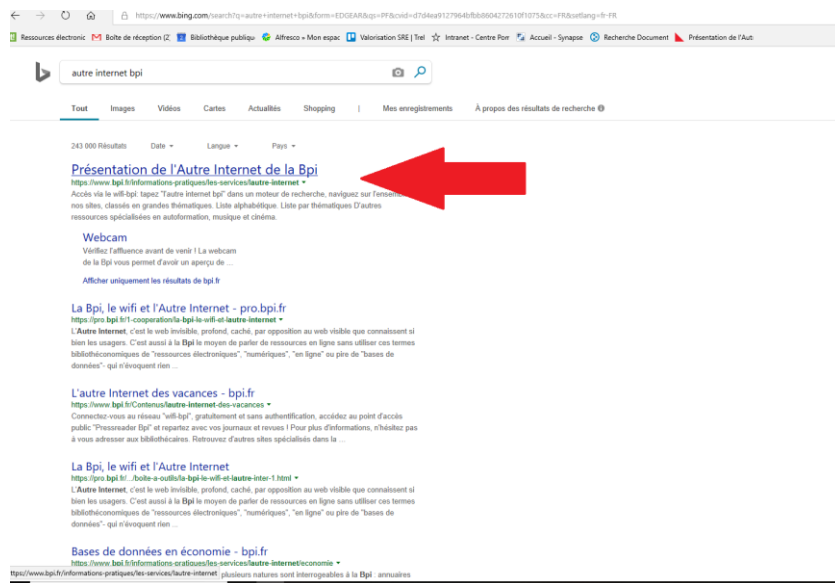 https://www.bing.com/search?q=autre+internet+bpi&form=EDGEAR&qs=PF&cvid=d7d4ea9127964bfbb8604272610f1075&cc=FR&setlang=fr-FR
Ressources électronic Boîte de réception (2 Bibliothèque publiqu Alfresco » Mon espac Valorisation SRE | Trel Intranet - Centre Pom Accueil - Synapse Recherche Document Présentation de l'Aut
autre internet bpi
Tout Images Vidéos Cartes Actualités Shopping | Mes enregistrements À propos des résultats de recherche
243 000 Résultats Date Langue Pays
Présentation de l'Autre Internet de la Bpi
https://www.bpi.fr/informations-pratiques/les-services/lautre-internet
Accès via le wifi-bpi: tapez "l'autre internet bpi" dans un moteur de recherche, naviguez sur
nos sites, classés en grandes thématiques. Liste alphabétique. Liste par thématiques D'autres
ressources spécialisées en autoformation, musique et cinéma.
Webcam
Vérifiez l'affluence avant de venir ! La webcam
de la Bpi vous permet d'avoir un aperçu de ...
Afficher uniquement les résultats de bpi.fr
La Bpi, le wifi et l'Autre Internet - pro.bpi.fr
https://pro.bpi.fr/1-cooperation/la-bpi-le-wifi-et-lautre-internet
L'Autre Internet, c'est le web invisible, profond, caché, par opposition au web visible que connaissent si
bien les usagers. C'est aussi à la Bpi le moyen de parler de ressources en ligne sans utiliser ces termes
bibliothéconomiques de "ressources électroniques", "numériques", "en ligne" ou pire de "bases de
données"- qui n'évoquent rien ...
L'autre Internet des vacances - bpi.fr
https://www.bpi.fr/Contenus/lautre-internet-des-vacances
Connectez-vous au réseau "wifi-bpi", gratuitement et sans authentification, accédez au point d'accès
public "Pressreader Bpi" et repartez avec vos journaux et revues ! Pour plus d'informations, n'hésitez pas
à vous adresser aux bibliothécaires. Retrouvez d'autres sites spécialisés dans la ...
La Bpi, le wifi et l'Autre Internet
https://pro.bpi.fr/.../boite-a-outils/la-bpi-le-wifi-et-lautre-inter-1.html
L'Autre Internet, c'est le web invisible, profond, caché, par opposition au web visible que connaissent si
bien les usagers. C'est aussi à la Bpi le moyen de parler de ressources en ligne sans utiliser ces termes
bibliothéconomiques de "ressources électroniques", "numériques", "en ligne" ou pire de "bases de
données"- qui n'évoquent rien ...
Bases de données en économie - bpi.fr
https://www.bpi.fr/informations-pratiques/les-services/lautre-internet/economie
https://www.bpi.fr/informations-pratiques/les-services/lautre-internet plusieurs natures sont interrogeables à la Bpi : annuaires